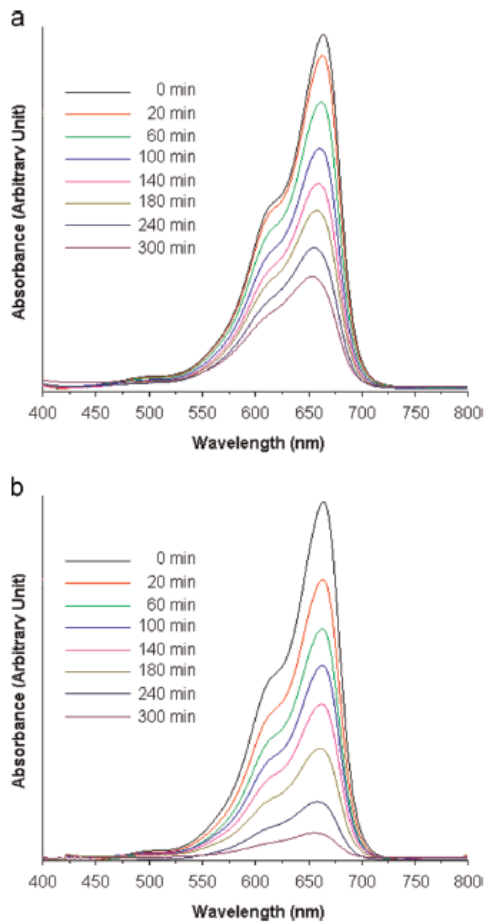 a
0 min
20 min
60 min
100 min
140 min
180 min
240 min
300 min
Absorbance (Arbitrary Unit)
400 450 500 550 600 650 700 750 800
Wavelength (nm)
b
0 min
20 min
60 min
100 min
140 min
180 min
240 min
300 min
Absorbance (Arbitrary Unit)
400 450 500 550 600 650 700 750 800
Wavelength (nm)